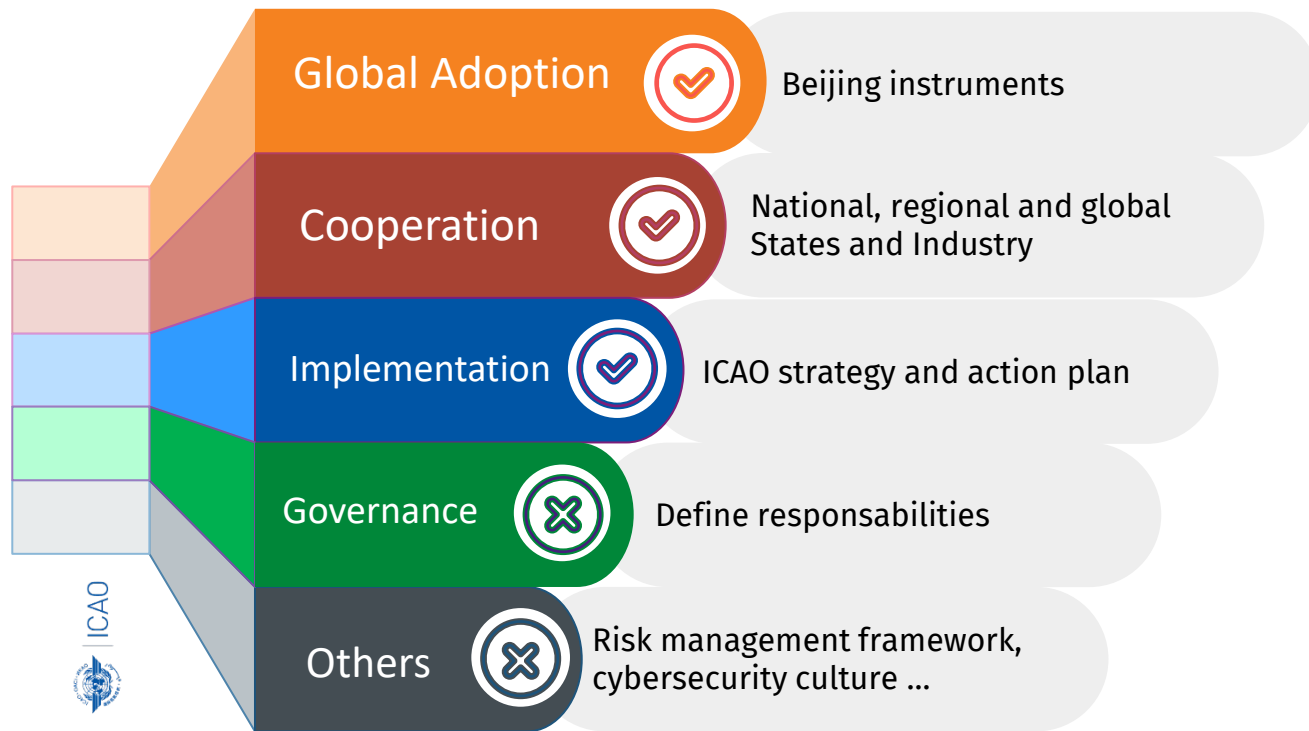 Global Adoption
Beijing instruments
Cooperation
National, regional and global
States and Industry
Implementation
ICAO strategy and action plan
Governance
Define responsabilities
Others
Risk management framework,
cybersecurity culture ...
ICAO